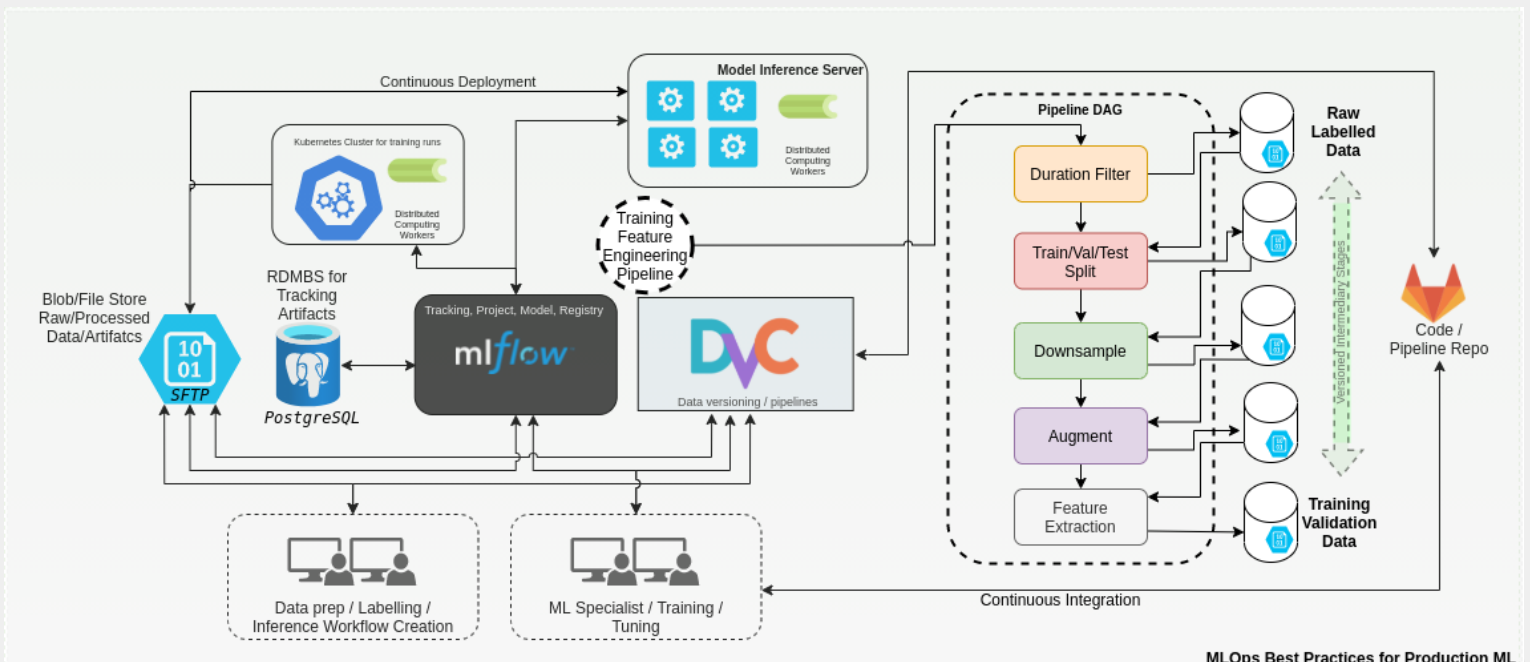 Continuous Deployment
Model Inference Server
Distributed
Computing
Workers
Kubernetes Cluster for training runs
Distributed
Computing
Workers
Training
Feature
Engineering
Pipeline
Pipeline DAG
Duration Filter
Train/Val/Test
Split
Downsample
Augment
Feature
Extraction
Raw
Labelled
Data
Versioned Intermediary Stages
Training
Validation
Data
Code /
Pipeline Repo
Blob/File Store
Raw/Processed
Data/Artifatcs
10
01
SFTP
RDMBS for
Tracking
Artifacts
PostgreSQL
Tracking, Project, Model, Registry
mlflow
DVC
Data versioning / pipelines
Data prep / Labelling /
Inference Workflow Creation
ML Specialist / Training /
Tuning
Continuous Integration
MLOps Best Practices for Production ML